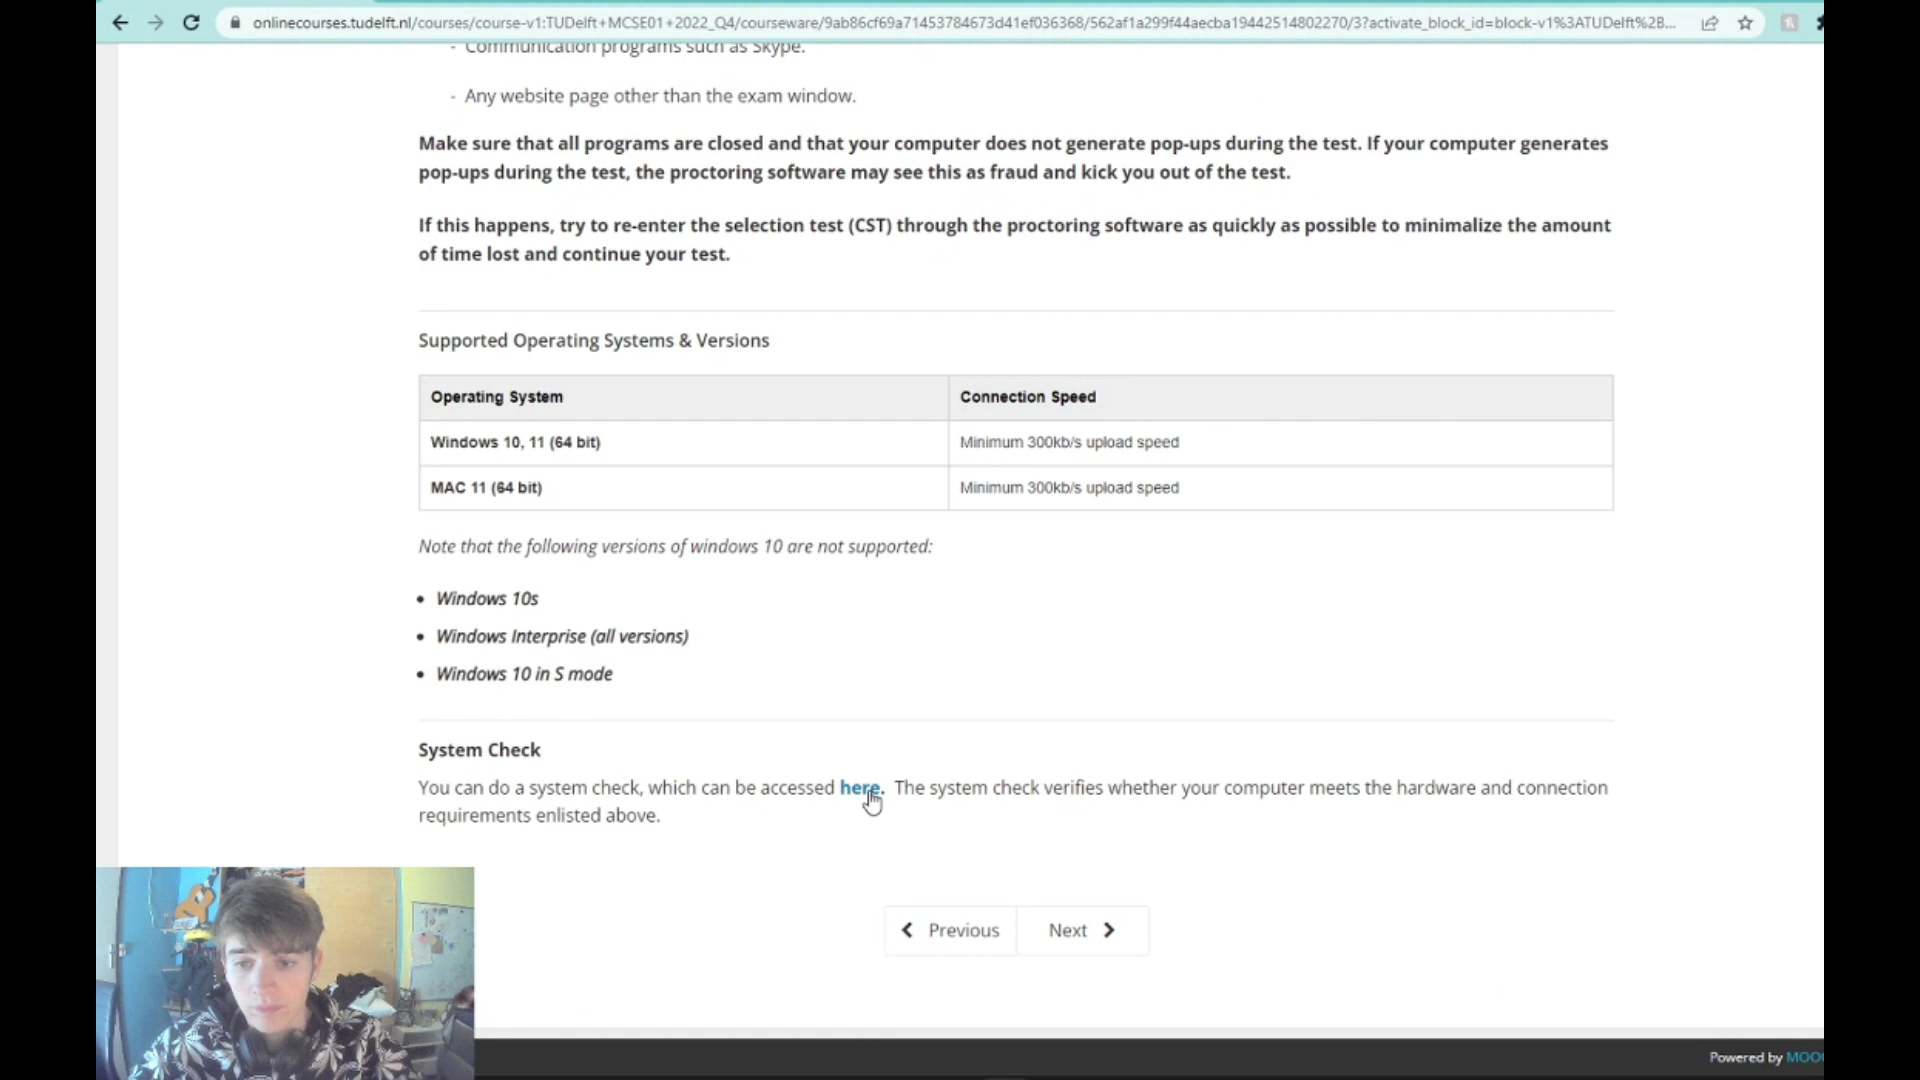 onlinecourses.tudelft.nl/courses/course-v1:TUDelft+MCSE01+2022_Q4/courseware/9ab86cf69a71453784673d41ef036368/562af1a299f44aecba19442514802270/3?activate_block_id=block-v1%3ATUDelft%2B...
- Communication programs such as Skype.
- Any website page other than the exam window.
Make sure that all programs are closed and that your computer does not generate pop-ups during the test. If your computer generates
pop-ups during the test, the proctoring software may see this as fraud and kick you out of the test.
If this happens, try to re-enter the selection test (CST) through the proctoring software as quickly as possible to minimalize the amount
of time lost and continue your test.
Supported Operating Systems & Versions
Operating System Connection Speed
Windows 10, 11 (64 bit) Minimum 300kb/s upload speed
MAC 11 (64 bit) Minimum 300kb/s upload speed
Note that the following versions of windows 10 are not supported:
• Windows 10s
• Windows Interprise (all versions)
• Windows 10 in S mode
System Check
You can do a system check, which can be accessed here. The system check verifies whether your computer meets the hardware and connection
requirements enlisted above.
Previous Next
Powered by MOO